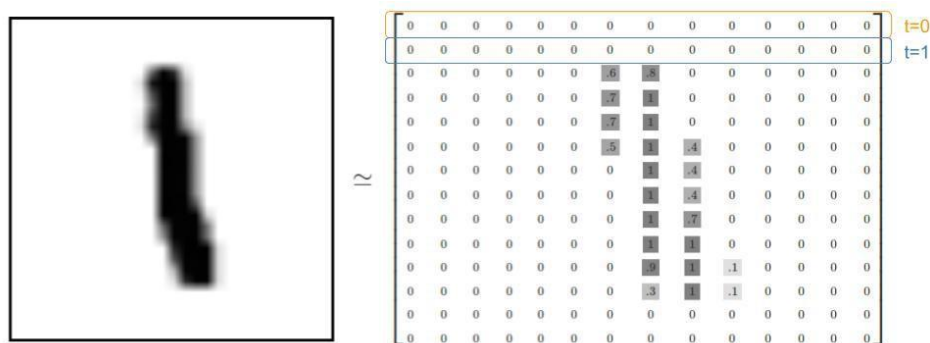 0 0 0 0 0 0 0 0 0 0 0 0 0 0 t=0
0 0 0 0 0 0 0 0 0 0 0 0 0 0 t=1
0 0 0 0 0 0 .6 .8 0 0 0 0 0 0
0 0 0 0 0 0 .7 1 0 0 0 0 0 0
0 0 0 0 0 0 .7 1 0 0 0 0 0 0
0 0 0 0 0 0 .5 1 .4 0 0 0 0 0
≃ 0 0 0 0 0 0 0 1 .4 0 0 0 0 0
0 0 0 0 0 0 0 1 .4 0 0 0 0 0
0 0 0 0 0 0 0 1 .7 0 0 0 0 0
0 0 0 0 0 0 0 1 1 0 0 0 0 0
0 0 0 0 0 0 0 .9 1 .1 0 0 0 0
0 0 0 0 0 0 0 .3 1 .1 0 0 0 0
0 0 0 0 0 0 0 0 0 0 0 0 0 0
0 0 0 0 0 0 0 0 0 0 0 0 0 0